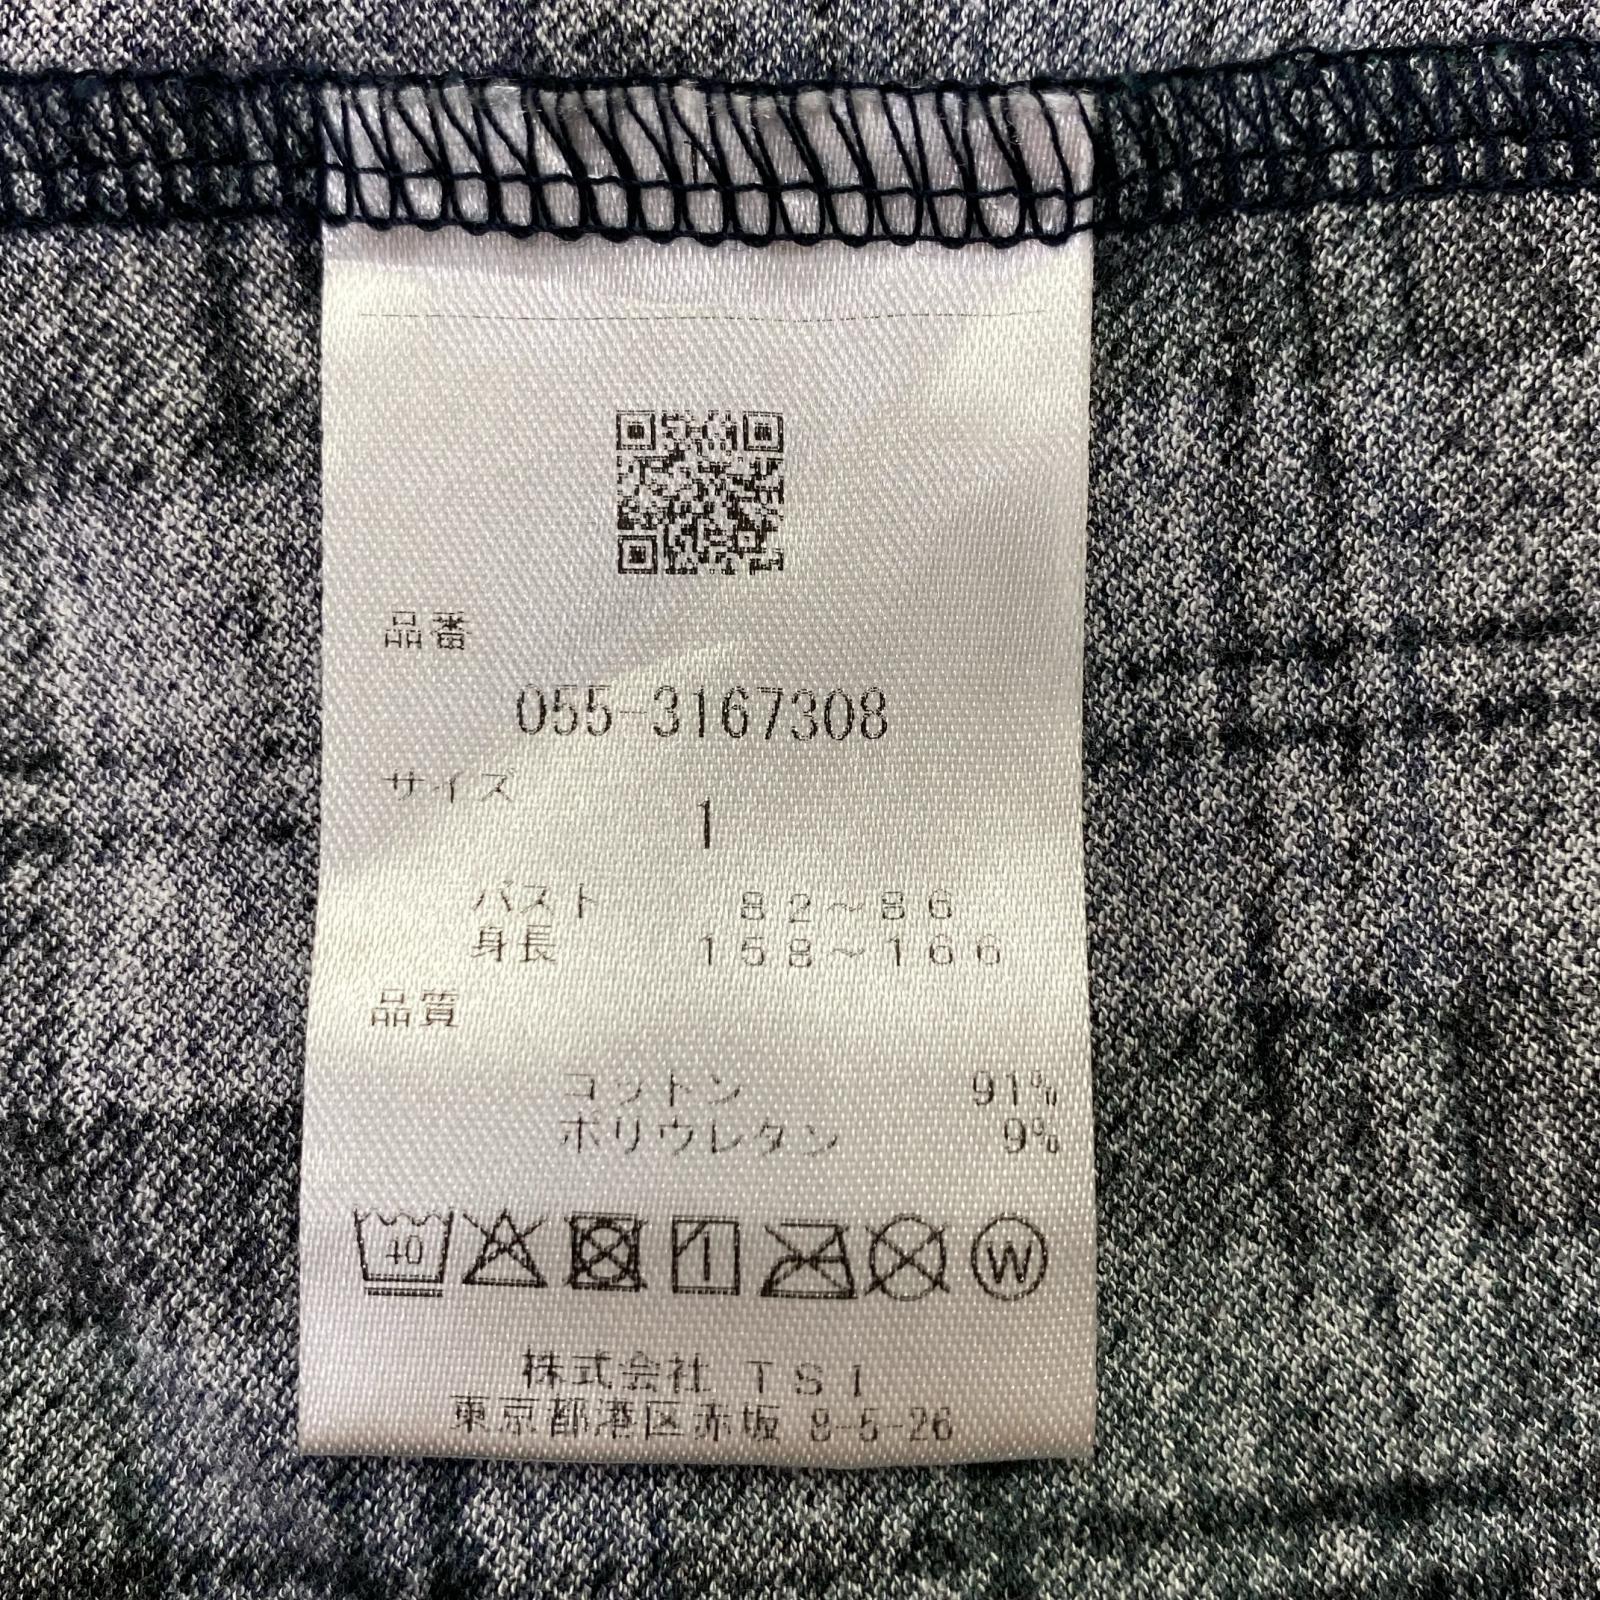 品番
055-3167308
サイズ
1
バスト 82～86
身長 158～166
品質
コットン 91%
ポリウレタン 9%
40 1 W
株式会社 TSI
東京都港区赤坂 8-5-26